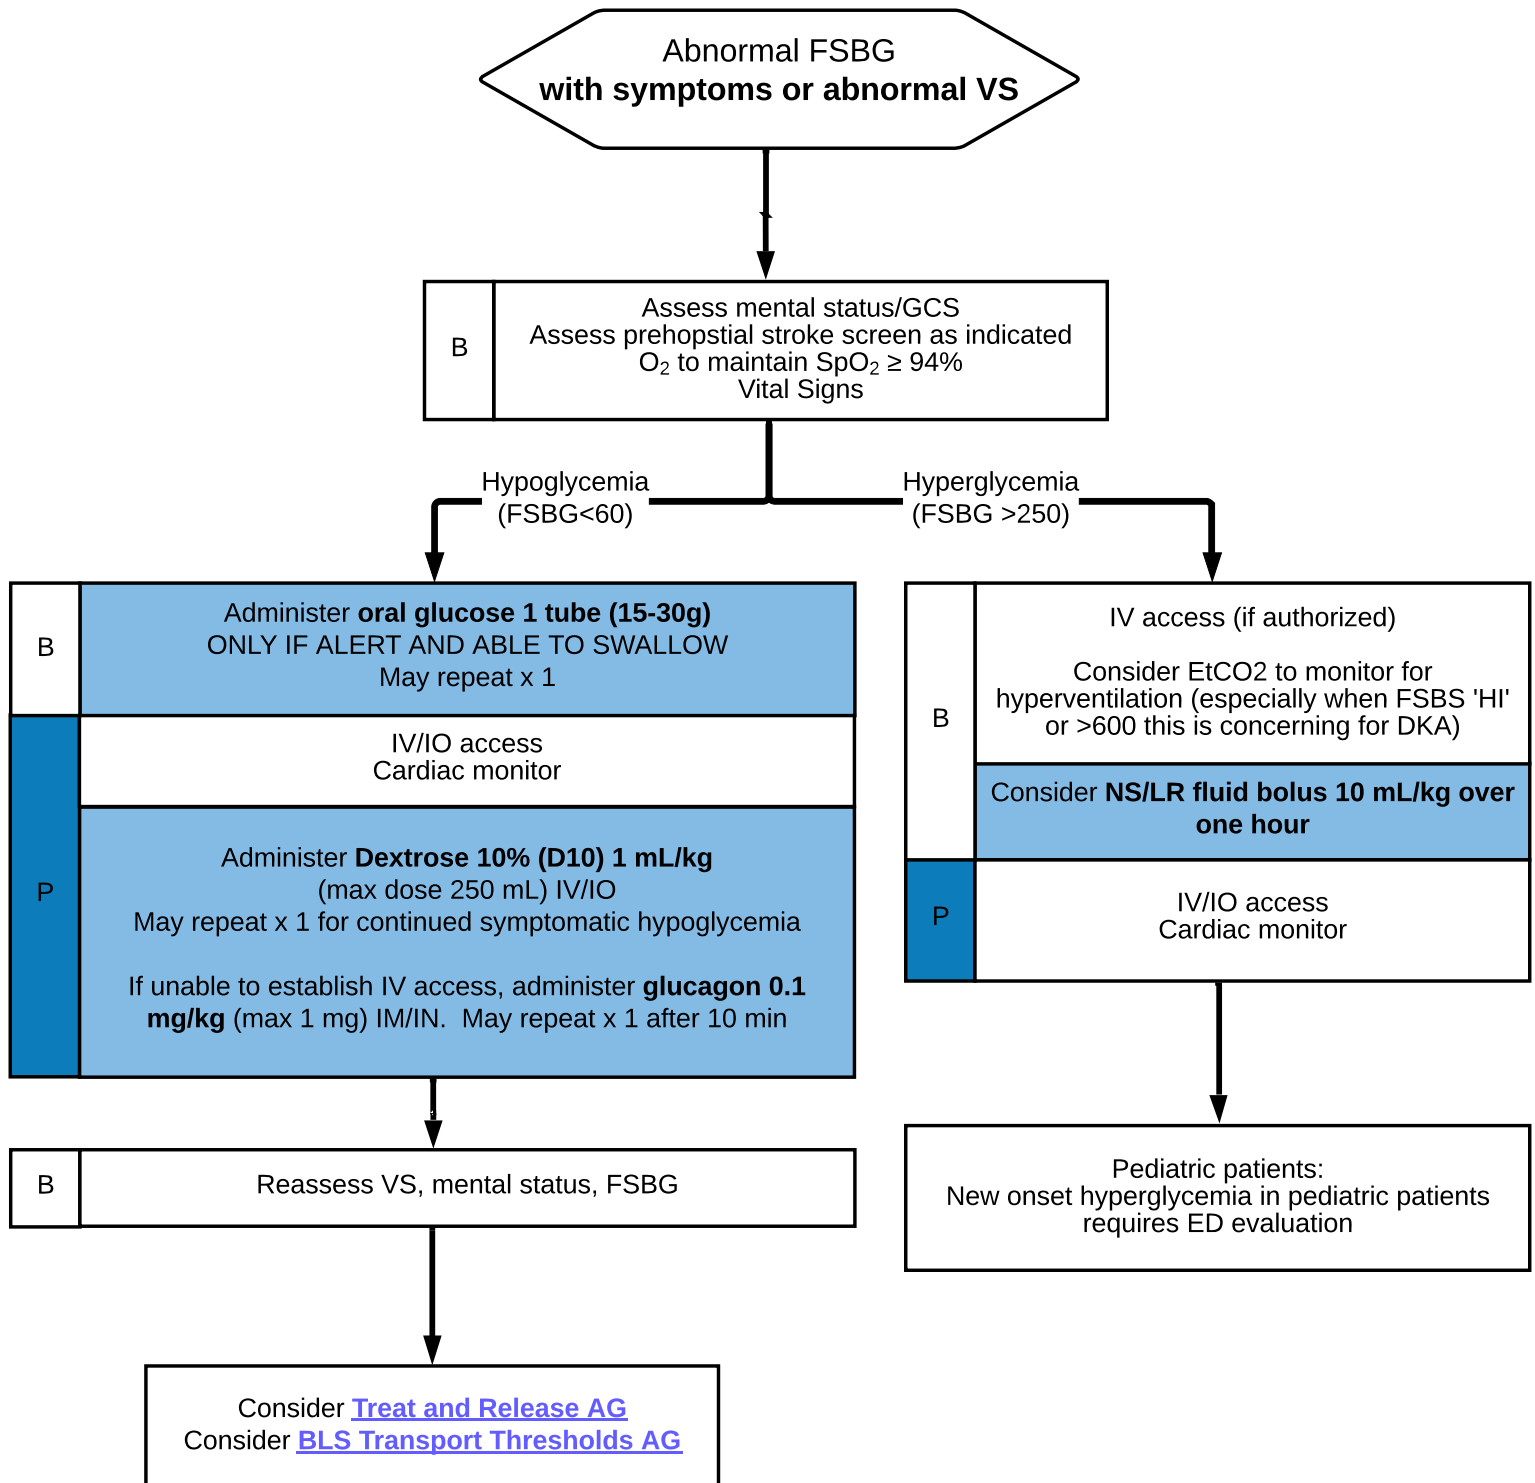 Abnormal FSBG
with symptoms or abnormal VS
B
Assess mental status/GCS
Assess prehopstial stroke screen as indicated
O₂ to maintain SpO₂ ≥ 94%
Vital Signs
Hypoglycemia
(FSBG<60)
Hyperglycemia
(FSBG >250)
B
Administer oral glucose 1 tube (15-30g)
ONLY IF ALERT AND ABLE TO SWALLOW
May repeat x 1
P
IV/IO access
Cardiac monitor
Administer Dextrose 10% (D10) 1 mL/kg
(max dose 250 mL) IV/IO
May repeat x 1 for continued symptomatic hypoglycemia
If unable to establish IV access, administer glucagon 0.1
mg/kg (max 1 mg) IM/IN.  May repeat x 1 after 10 min
B
Reassess VS, mental status, FSBG
Consider Treat and Release AG
Consider BLS Transport Thresholds AG
B
IV access (if authorized)
Consider EtCO2 to monitor for
hyperventilation (especially when FSBS 'HI'
or >600 this is concerning for DKA)
Consider NS/LR fluid bolus 10 mL/kg over
one hour
P
IV/IO access
Cardiac monitor
Pediatric patients:
New onset hyperglycemia in pediatric patients
requires ED evaluation